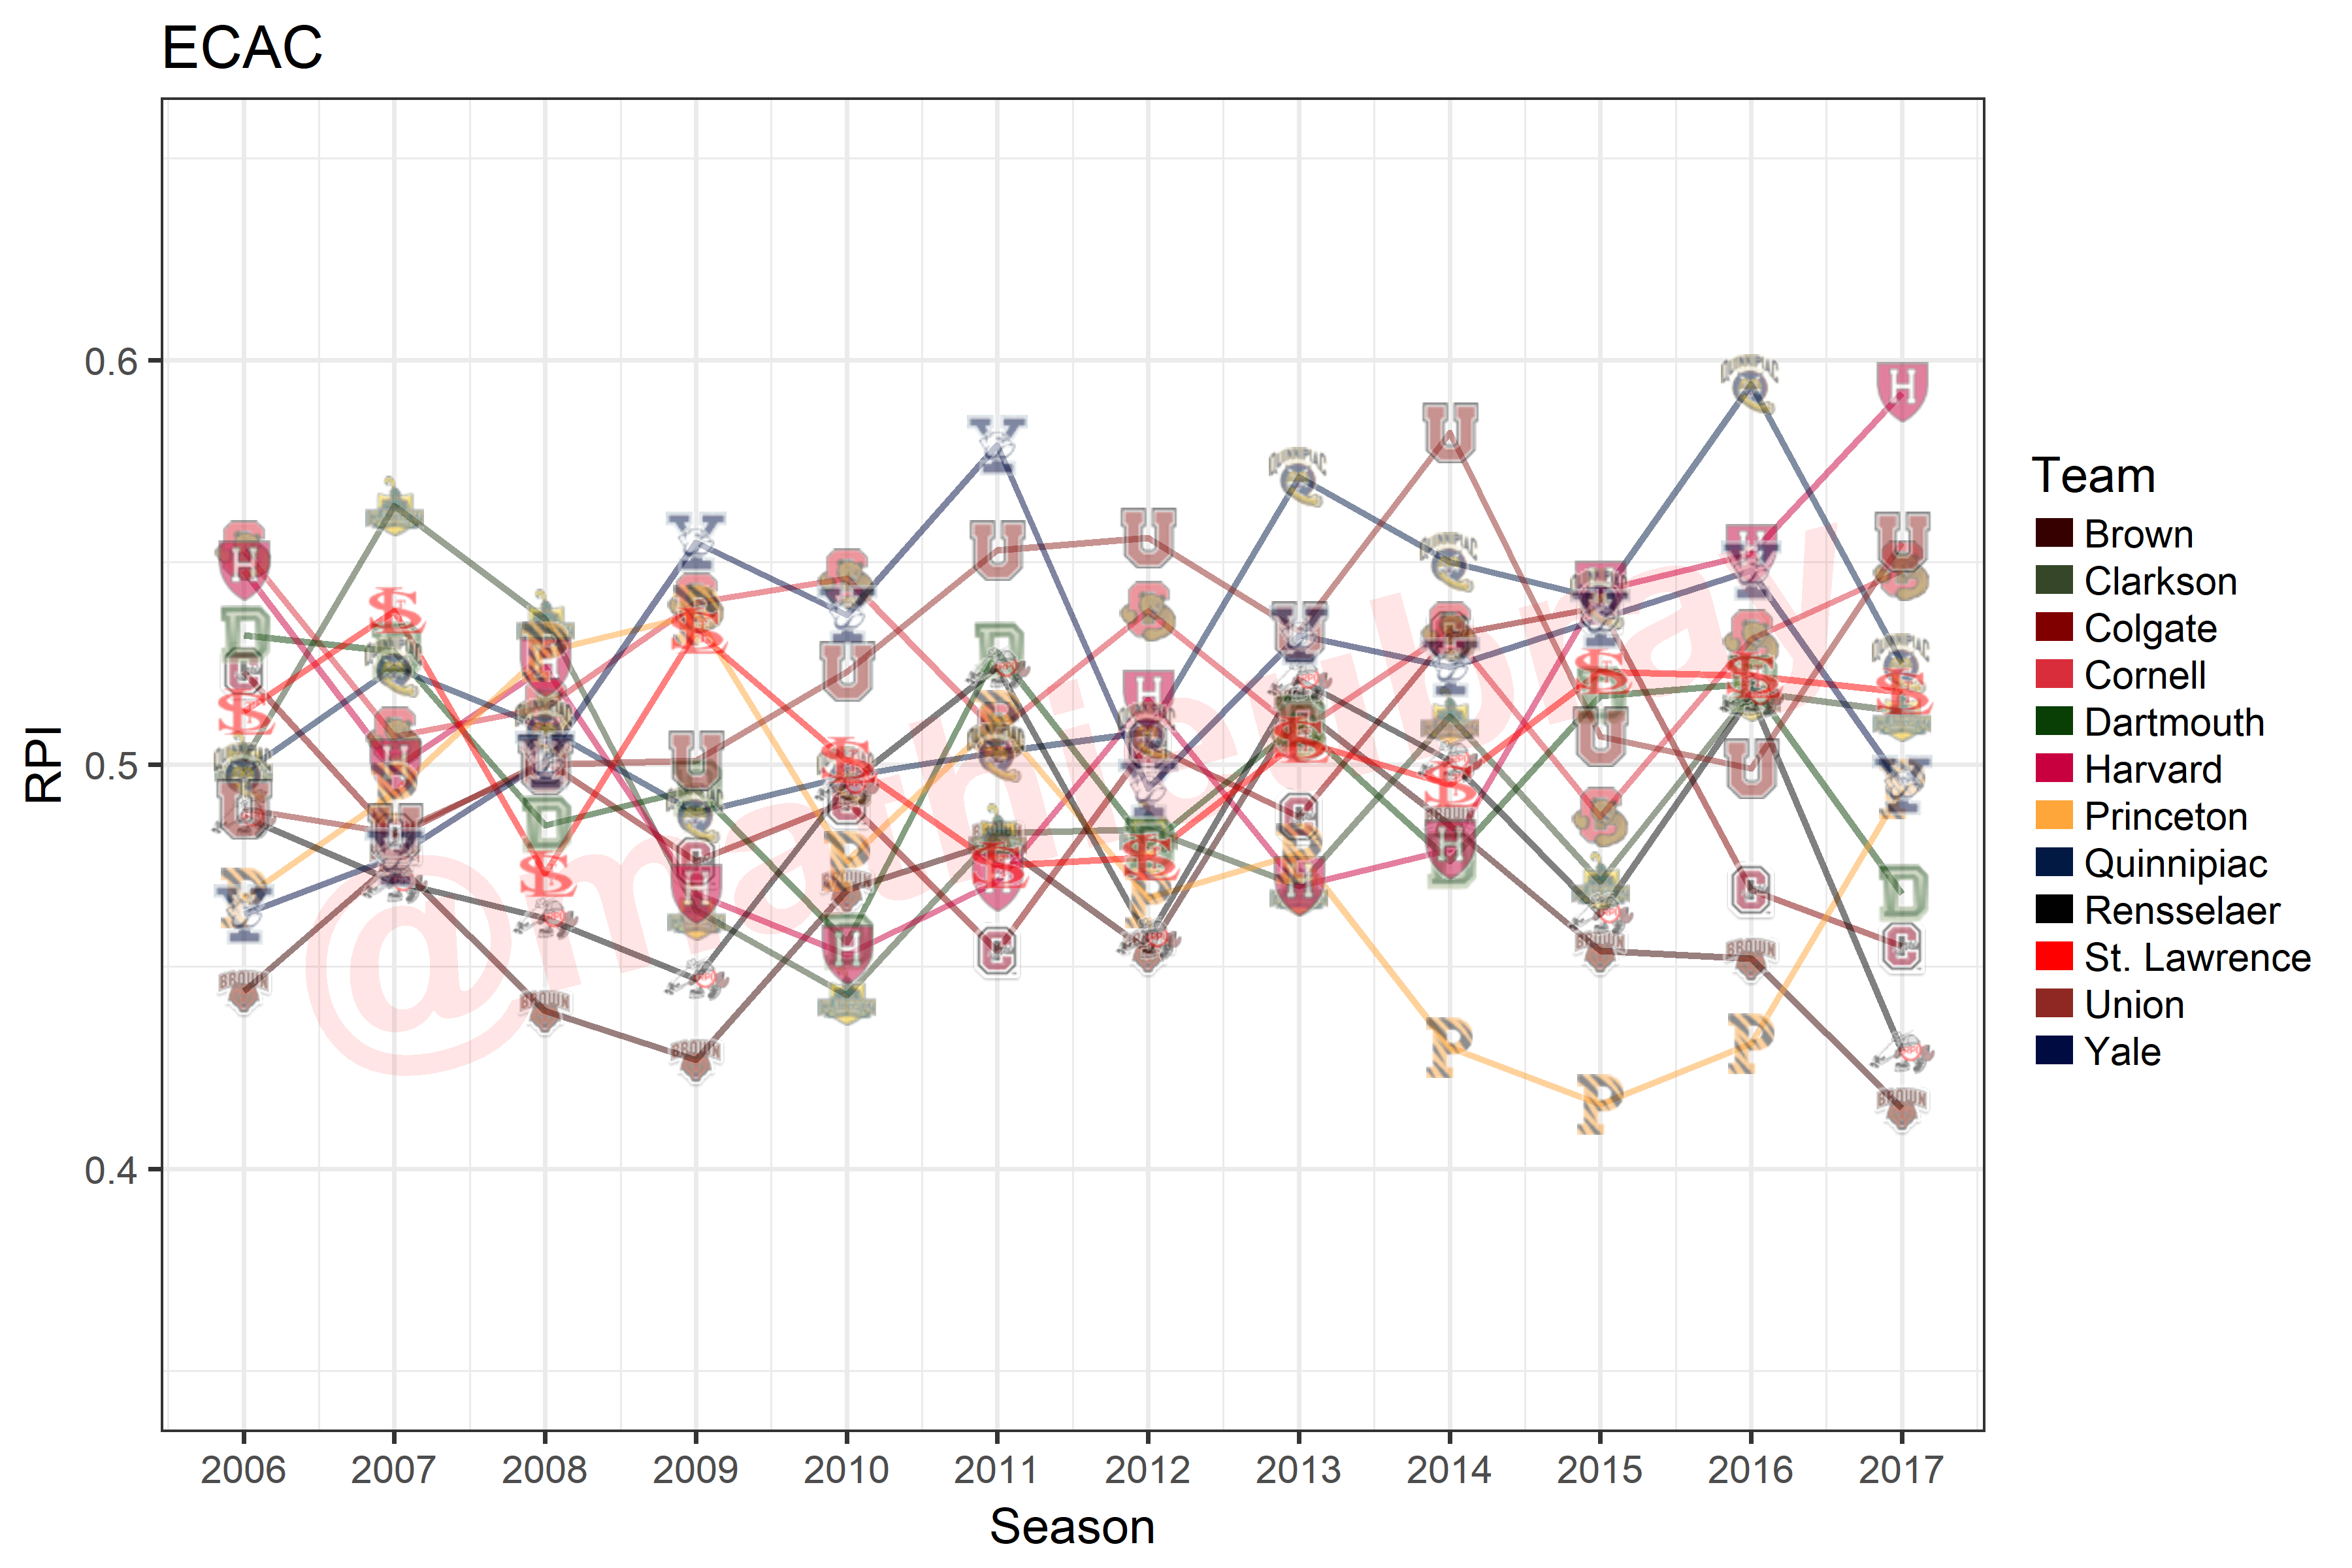 ECAC
0.6
0.5
0.4
RPI
2006 2007 2008 2009 2010 2011 2012 2013 2014 2015 2016 2017
Season
Team
Brown
Clarkson
Colgate
Cornell
Dartmouth
Harvard
Princeton
Quinnipiac
Rensselaer
St. Lawrence
Union
Yale
@mathieubray